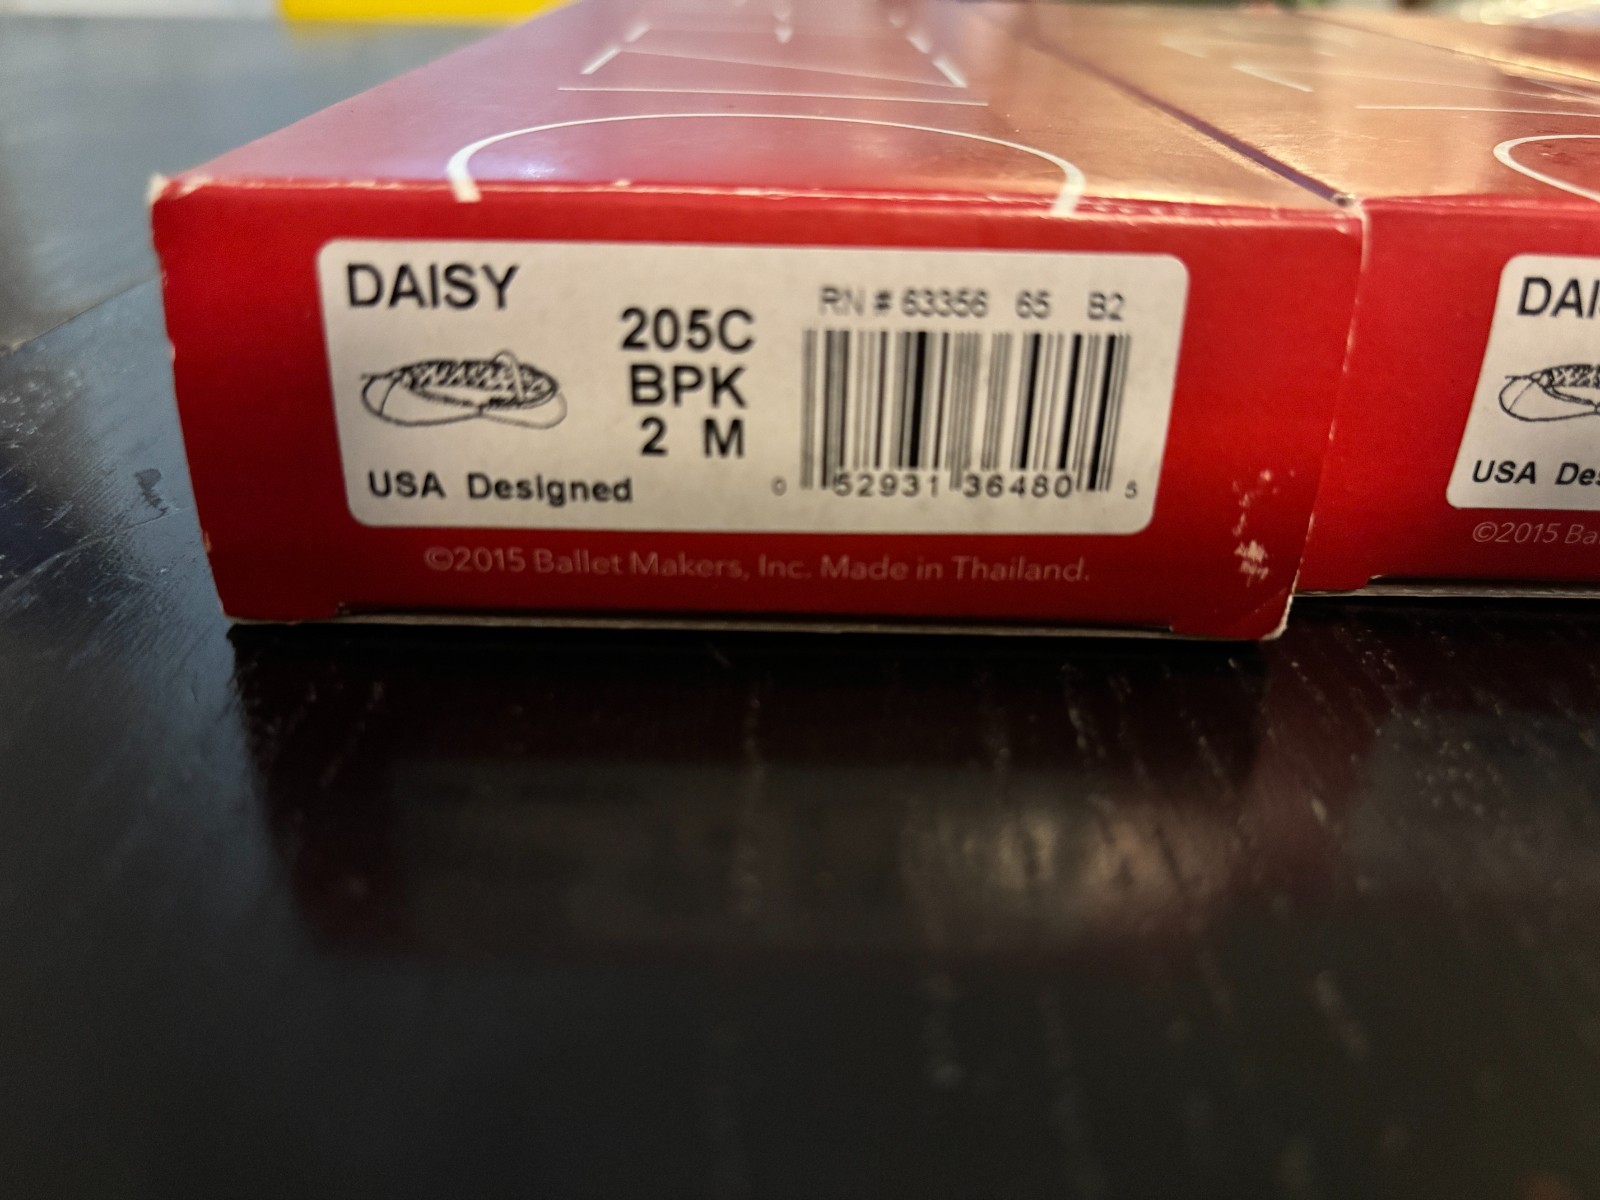 DAISY
205C
BPK
2 M
USA Designed
RN # 63356 65 B2
0 52931 36480 5
©2015 Ballet Makers, Inc. Made in Thailand.
DAI
USA Des
©2015 Ba